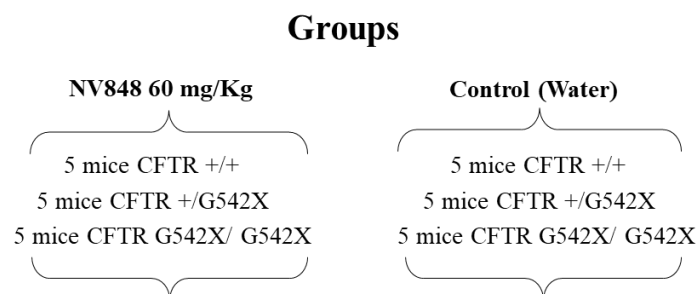 Groups
NV848 60 mg/Kg
5 mice CFTR +/+
5 mice CFTR +/G542X
5 mice CFTR G542X/ G542X
Control (Water)
5 mice CFTR +/+
5 mice CFTR +/G542X
5 mice CFTR G542X/ G542X